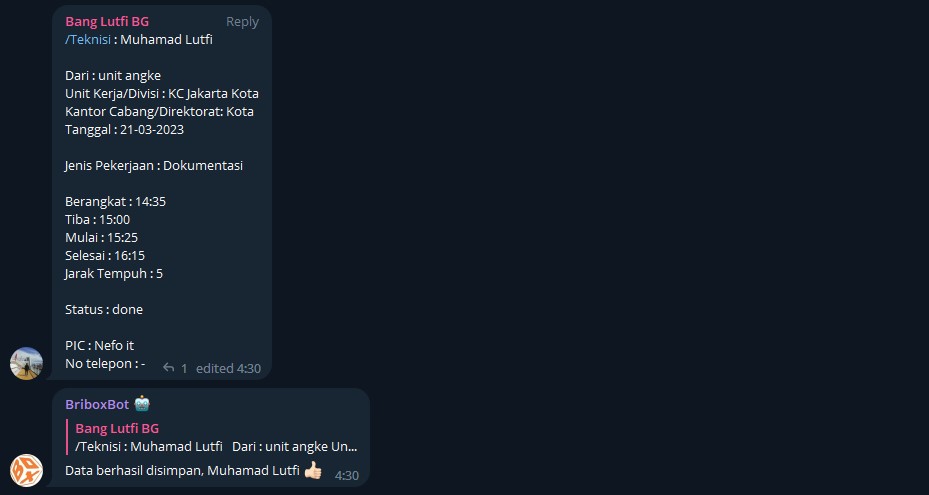 Bang Lutfi BG Reply
/Teknisi : Muhamad Lutfi
Dari : unit angke
Unit Kerja/Divisi : KC Jakarta Kota
Kantor Cabang/Direktorat: Kota
Tanggal : 21-03-2023
Jenis Pekerjaan : Dokumentasi
Berangkat : 14:35
Tiba : 15:00
Mulai : 15:25
Selesai : 16:15
Jarak Tempuh : 5
Status : done
PIC : Nefo it
No telepon : - 1 edited 4:30
BriboxBot
Bang Lutfi BG
/Teknisi : Muhamad Lutfi Dari : unit angke Un...
Data berhasil disimpan, Muhamad Lutfi 👍🏻 4:30